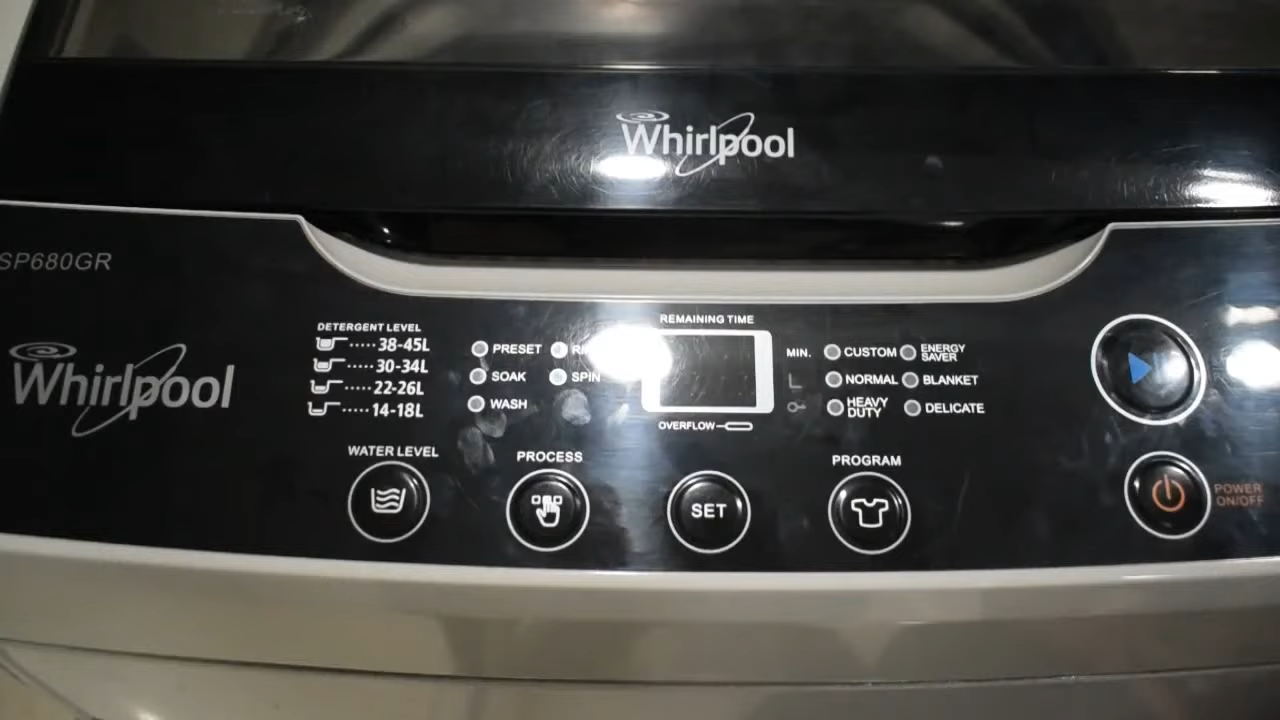 Whirlpool
SP680GR
Whirlpool
DETERGENT LEVEL
38-45L
30-34L
22-26L
14-18L
WATER LEVEL
PRESET
SOAK
SPIN
WASH
PROCESS
REMAINING TIME
OVERFLOW
SET
MIN.
CUSTOM
ENERGY
SAVER
L
NORMAL
BLANKET
HEAVY
DUTY
DELICATE
PROGRAM
POWER
ON/OFF